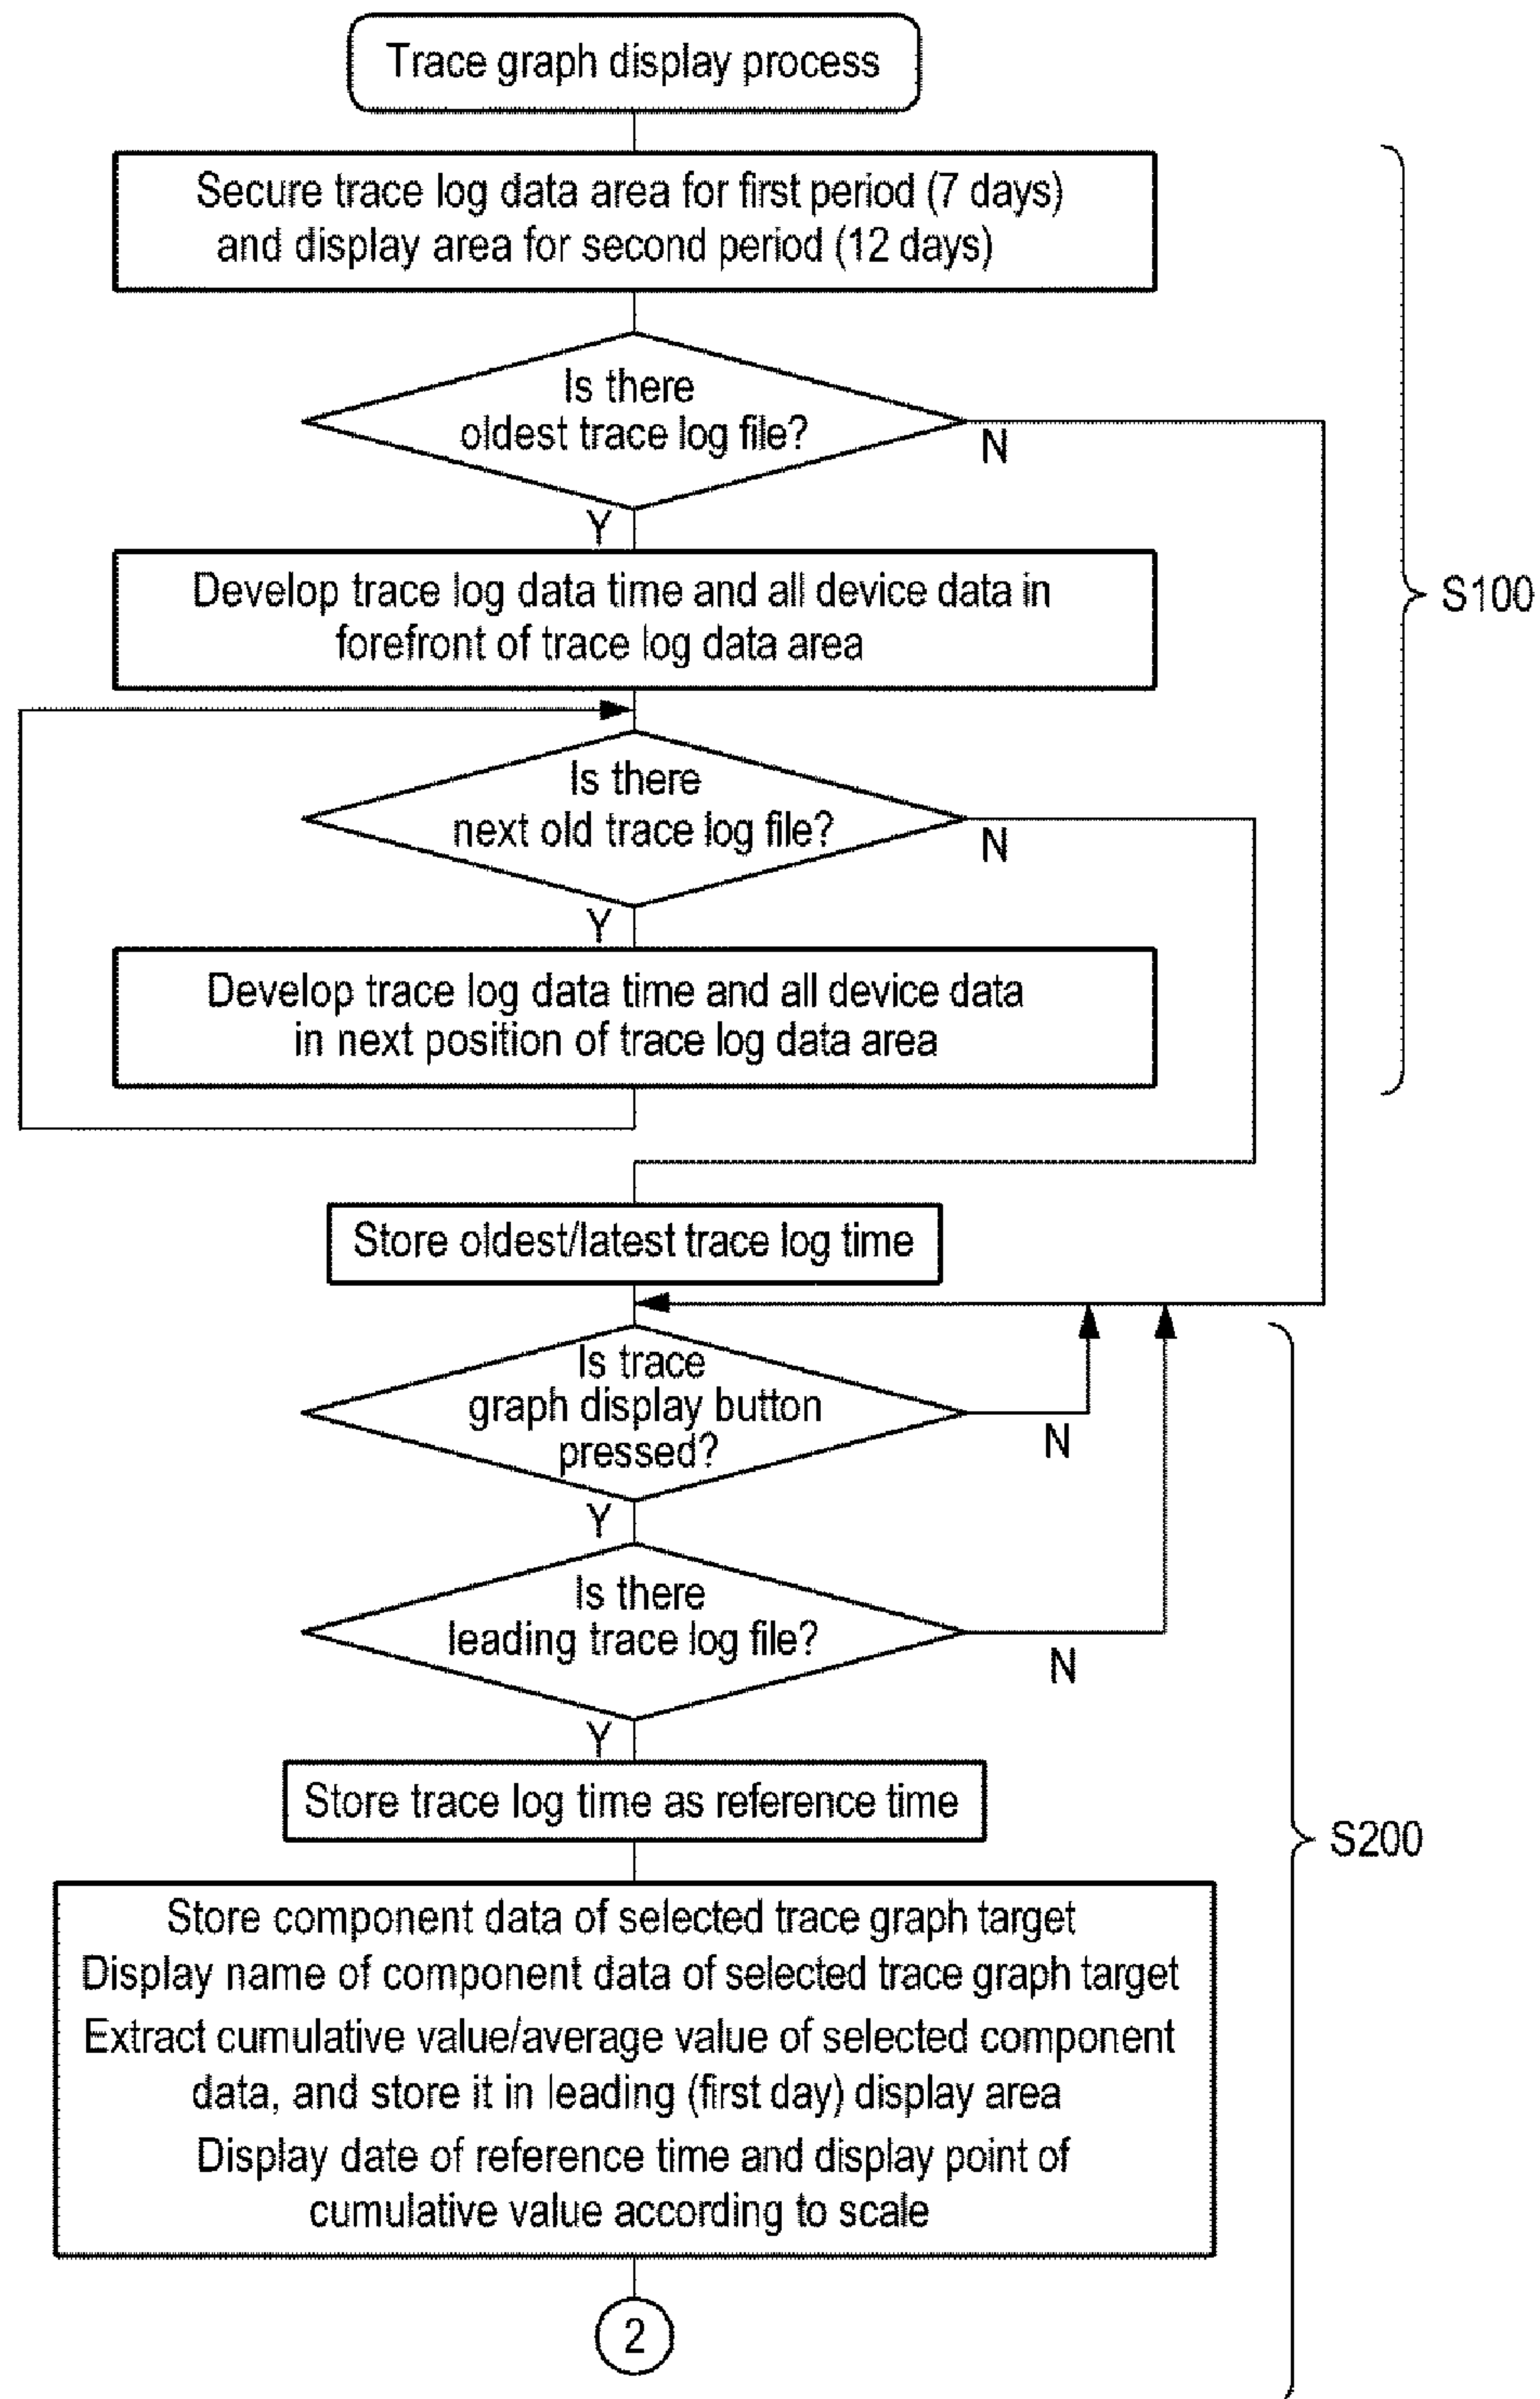 Trace graph display process
Secure trace log data area for first period (7 days)
and display area for second period (12 days)
Is there
oldest trace log file?
N
Y
Develop trace log data time and all device data in
forefront of trace log data area
S100
Is there
next old trace log file?
N
Y
Develop trace log data time and all device data
in next position of trace log data area
Store oldest/latest trace log time
Is trace
graph display button
pressed?
N
Y
Is there
leading trace log file?
N
Y
Store trace log time as reference time
S200
Store component data of selected trace graph target
Display name of component data of selected trace graph target
Extract cumulative value/average value of selected component
data, and store it in leading (first day) display area
Display date of reference time and display point of
cumulative value according to scale
2